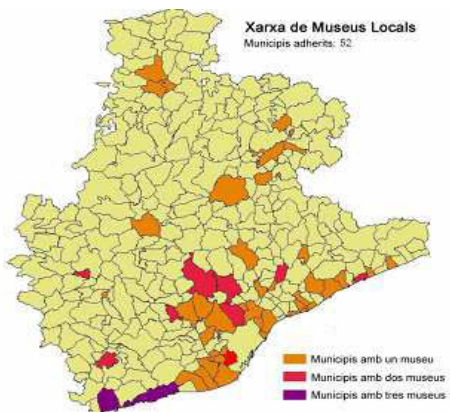 Xarxa de Museus Locals
Municipis adherits: 52
Municipis amb un museu
Municipis amb dos museus
Municipis amb tres museus